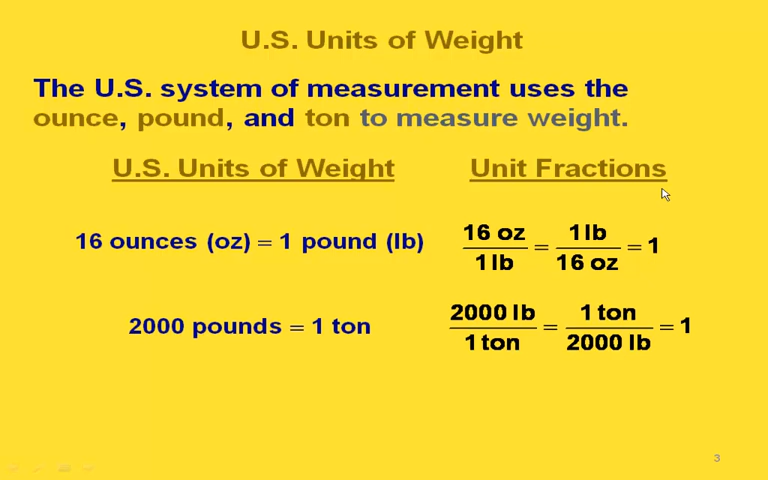 U.S. Units of Weight
The U.S. system of measurement uses the
ounce, pound, and ton to measure weight.
U.S. Units of Weight
Unit Fractions
16 ounces (oz) = 1 pound (lb)
16 oz / 1 lb = 1 lb / 16 oz = 1
2000 pounds = 1 ton
2000 lb / 1 ton = 1 ton / 2000 lb = 1
3